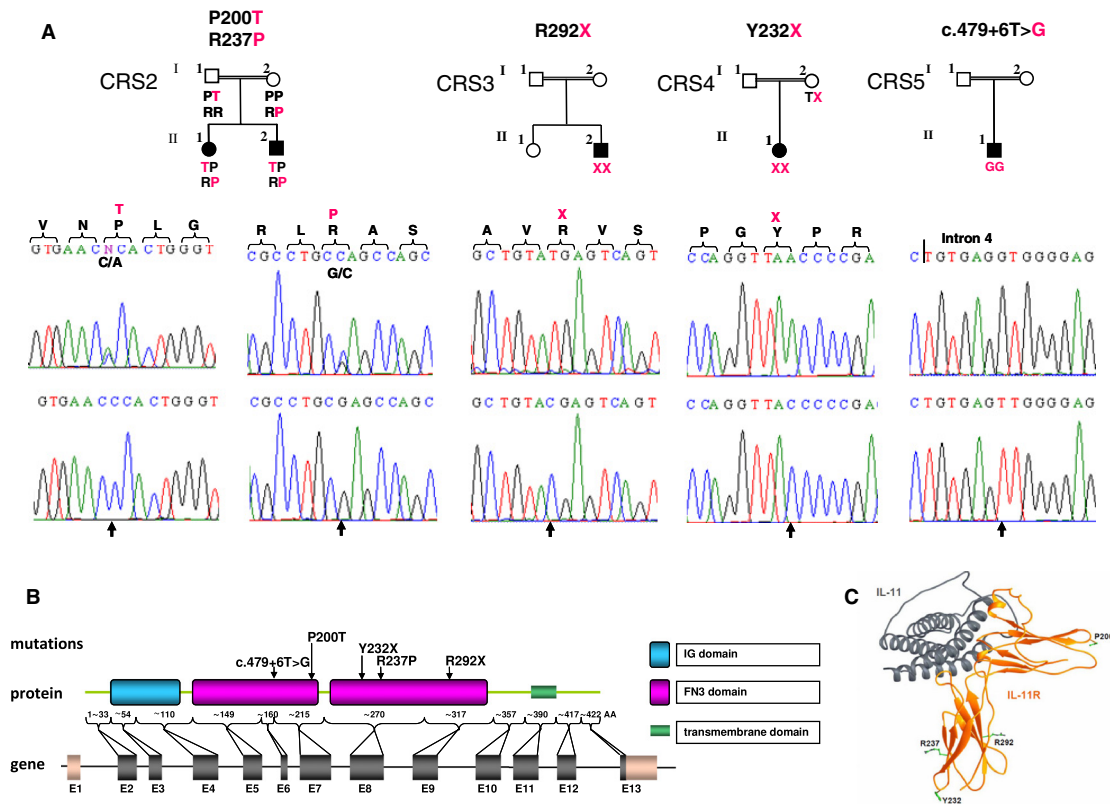 A
P200T
R237P
R292X
Y232X
c.479+6T>G
CRS2 I 1 2
PT PP
RR RP
II 1 2
TP TP
RP RP
CRS3 I 1 2
II 1 2
XX
CRS4 I 1 2
TX
II 1
XX
CRS5 I 1 2
II 1
GG
T
V N P L G
GTGAACNCACTGGGT
C/A
GTGAACCCACTGGGT
P
R L R A S
CGCCTGCCAGCCAGC
G/C
CGCCTGCGAGCCAGC
X
A V R V S
GCTGTATGAGTCAGT
GCTGTACGAGTCAGT
X
P G Y P R
CCAGGTTAACCCCGA
CCAGGTTACCCCCGA
Intron 4
CTGTGAGGTGGGGAG
CTGTGAGTTGGGGAG
B
mutations
P200T
c.479+6T>G
Y232X
R237P
R292X
protein
1~33 ~54 ~110 ~149 ~160 ~215 ~270 ~317 ~357 ~390 ~417 ~422 AA
gene
E1 E2 E3 E4 E5 E6 E7 E8 E9 E10 E11 E12 E13
IG domain
FN3 domain
transmembrane domain
C
IL-11
P200
IL-11R
R237
R292
Y232